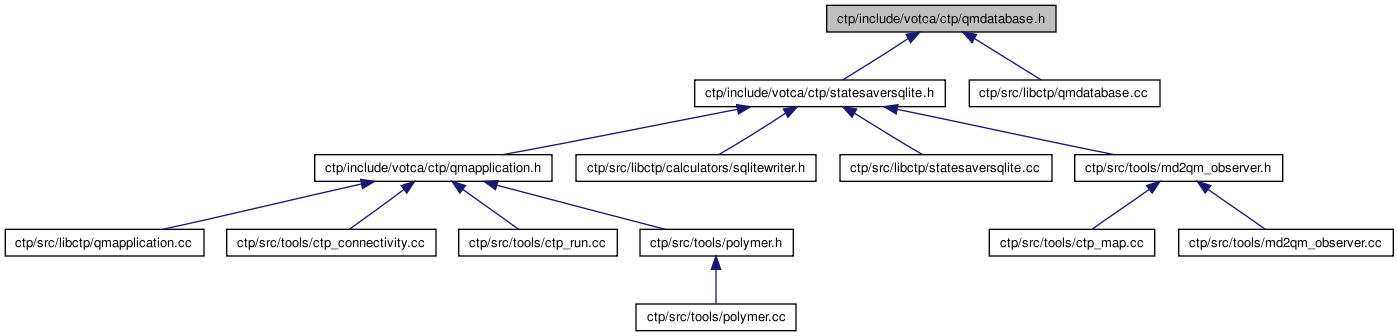 ctp/include/votca/ctp/qmdatabase.h
ctp/include/votca/ctp/statesaversqlite.h
ctp/src/libctp/qmdatabase.cc
ctp/include/votca/ctp/qmapplication.h
ctp/src/libctp/calculators/sqlitewriter.h
ctp/src/libctp/statesaversqlite.cc
ctp/src/tools/md2qm_observer.h
ctp/src/libctp/qmapplication.cc
ctp/src/tools/ctp_connectivity.cc
ctp/src/tools/ctp_run.cc
ctp/src/tools/polymer.h
ctp/src/tools/ctp_map.cc
ctp/src/tools/md2qm_observer.cc
ctp/src/tools/polymer.cc